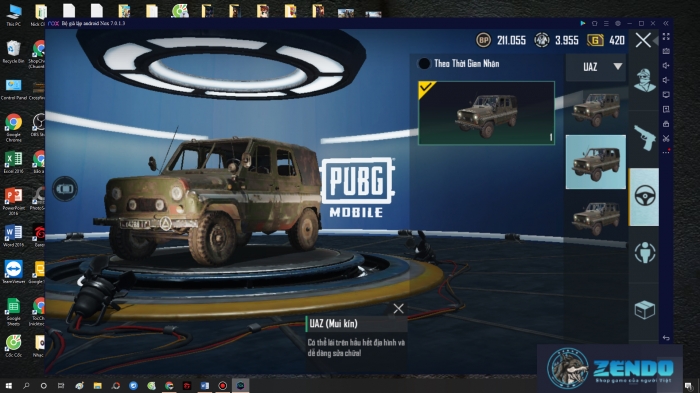 This PC
Recycle Bin
Control Panel
Google Chrome
Excel 2016
PowerPoint 2016
Word 2016
TeamViewer
Google Sheets
Cốc Cốc
nox Bộ giả lập android Nox 7.0.1.3
BP 211.055
3.955
G 420
Theo Thời Gian Nhận
UAZ
1
PUBG
MOBILE
UAZ (Mui kín)
Có thể lái trên hầu hết địa hình và
dễ dàng sửa chữa!
ZENDO
Shop game của người Việt